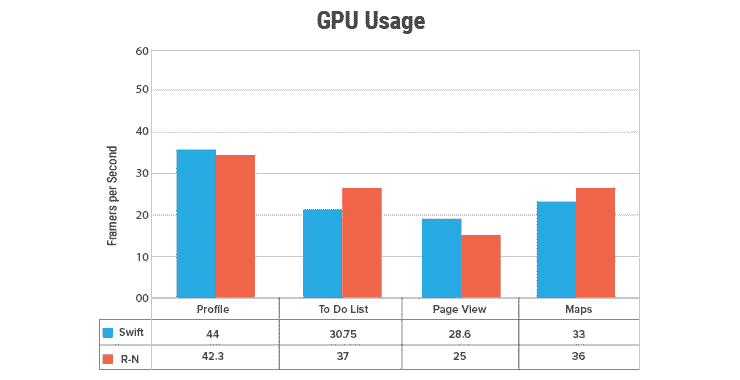 GPU Usage
Framers per Second
60
50
40
30
20
10
00
Profile To Do List Page View Maps
Swift 44 30.75 28.6 33
R-N 42.3 37 25 36